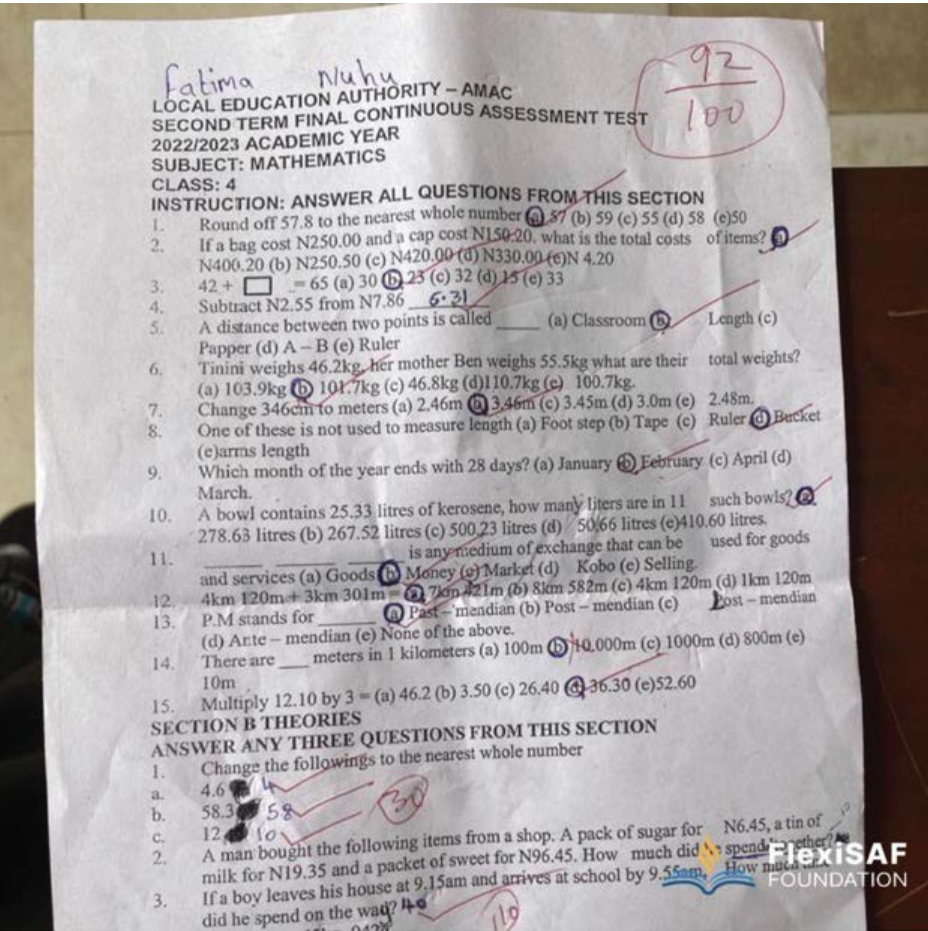 Fatima Nuhu
92
100
LOCAL EDUCATION AUTHORITY – AMAC
SECOND TERM FINAL CONTINUOUS ASSESSMENT TEST
2022/2023 ACADEMIC YEAR
SUBJECT: MATHEMATICS
CLASS: 4
INSTRUCTION: ANSWER ALL QUESTIONS FROM THIS SECTION
1. Round off 57.8 to the nearest whole number (a) 57 (b) 59 (c) 55 (d) 58 (e)50
2. If a bag cost N250.00 and a cap cost N150.20. what is the total costs of items? (a)
N400.20 (b) N250.50 (c) N420.00 (d) N330.00 (e)N 4.20
3. 42 + = 65 (a) 30 (b) 23 (c) 32 (d) 15 (e) 33
4. Subtract N2.55 from N7.86 6.31
5. A distance between two points is called ______ (a) Classroom (b) Length (c)
Papper (d) A – B (e) Ruler
6. Tinini weighs 46.2kg, her mother Ben weighs 55.5kg what are their total weights?
(a) 103.9kg (b) 101.7kg (c) 46.8kg (d)110.7kg (e) 100.7kg.
7. Change 346cm to meters (a) 2.46m (b) 3.46m (c) 3.45m (d) 3.0m (e) 2.48m.
8. One of these is not used to measure length (a) Foot step (b) Tape (c) Ruler (d) Bucket
(e)arms length
9. Which month of the year ends with 28 days? (a) January (b) February (c) April (d)
March.
10. A bowl contains 25.33 litres of kerosene, how many liters are in 11 such bowls? (a)
278.63 litres (b) 267.52 litres (c) 500.23 litres (d) 50.66 litres (e)410.60 litres.
11. ______ ______ ______ is any medium of exchange that can be used for goods
and services (a) Goods (b) Money (c) Market (d) Kobo (e) Selling.
12. 4km 120m + 3km 301m = (a) 7km 421m (b) 8km 582m (c) 4km 120m (d) 1km 120m
13. P.M stands for ______ (a) Past – mendian (b) Post – mendian (c) Post – mendian
(d) Ante – mendian (e) None of the above.
14. There are ___ meters in 1 kilometers (a) 100m (b) 10,000m (c) 1000m (d) 800m (e)
10m
15. Multiply 12.10 by 3 = (a) 46.2 (b) 3.50 (c) 26.40 (d) 36.30 (e)52.60
SECTION B THEORIES
ANSWER ANY THREE QUESTIONS FROM THIS SECTION
1. Change the followings to the nearest whole number
a. 4.6 4
b. 58.3 58
c. 12 10
30
2. A man bought the following items from a shop. A pack of sugar for N6.45, a tin of
milk for N19.35 and a packet of sweet for N96.45. How much did he spend together?
3. If a boy leaves his house at 9.15am and arrives at school by 9.55am. How much
did he spend on the way? 40
110
FlexiSAF
FOUNDATION